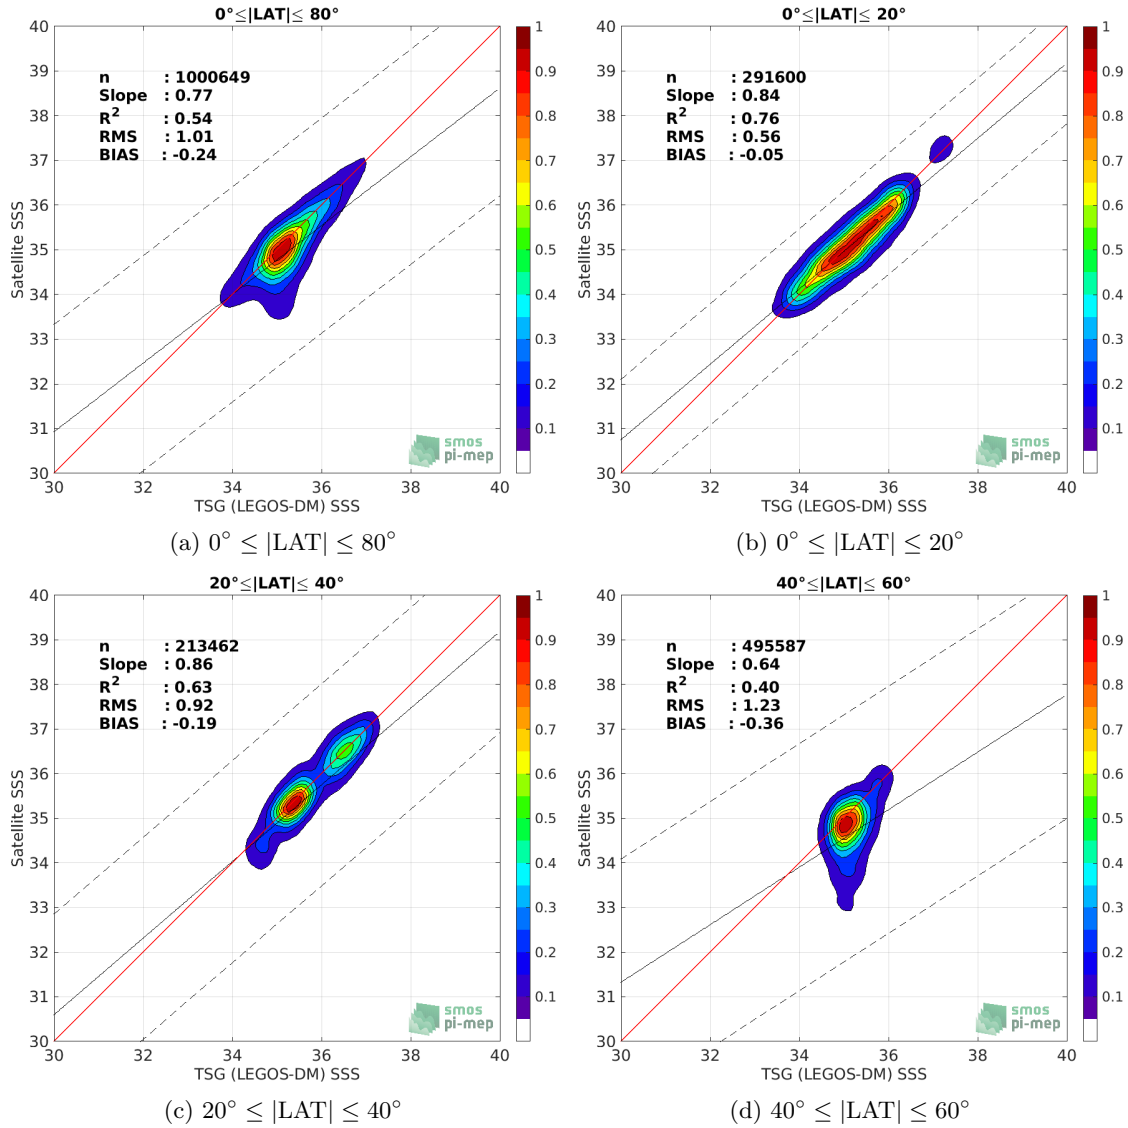 0°≤|LAT|≤ 80°
n : 1000649
Slope : 0.77
R² : 0.54
RMS : 1.01
BIAS : -0.24
Satellite SSS
40
39
38
37
36
35
34
33
32
31
30
30 32 34 36 38 40
TSG (LEGOS-DM) SSS
1
0.9
0.8
0.7
0.6
0.5
0.4
0.3
0.2
0.1
smos
pi-mep
(a) 0° ≤ |LAT| ≤ 80°
0°≤|LAT|≤ 20°
n : 291600
Slope : 0.84
R² : 0.76
RMS : 0.56
BIAS : -0.05
Satellite SSS
40
39
38
37
36
35
34
33
32
31
30
30 32 34 36 38 40
TSG (LEGOS-DM) SSS
1
0.9
0.8
0.7
0.6
0.5
0.4
0.3
0.2
0.1
smos
pi-mep
(b) 0° ≤ |LAT| ≤ 20°
20°≤|LAT|≤ 40°
n : 213462
Slope : 0.86
R² : 0.63
RMS : 0.92
BIAS : -0.19
Satellite SSS
40
39
38
37
36
35
34
33
32
31
30
30 32 34 36 38 40
TSG (LEGOS-DM) SSS
1
0.9
0.8
0.7
0.6
0.5
0.4
0.3
0.2
0.1
smos
pi-mep
(c) 20° ≤ |LAT| ≤ 40°
40°≤|LAT|≤ 60°
n : 495587
Slope : 0.64
R² : 0.40
RMS : 1.23
BIAS : -0.36
Satellite SSS
40
39
38
37
36
35
34
33
32
31
30
30 32 34 36 38 40
TSG (LEGOS-DM) SSS
1
0.9
0.8
0.7
0.6
0.5
0.4
0.3
0.2
0.1
smos
pi-mep
(d) 40° ≤ |LAT| ≤ 60°